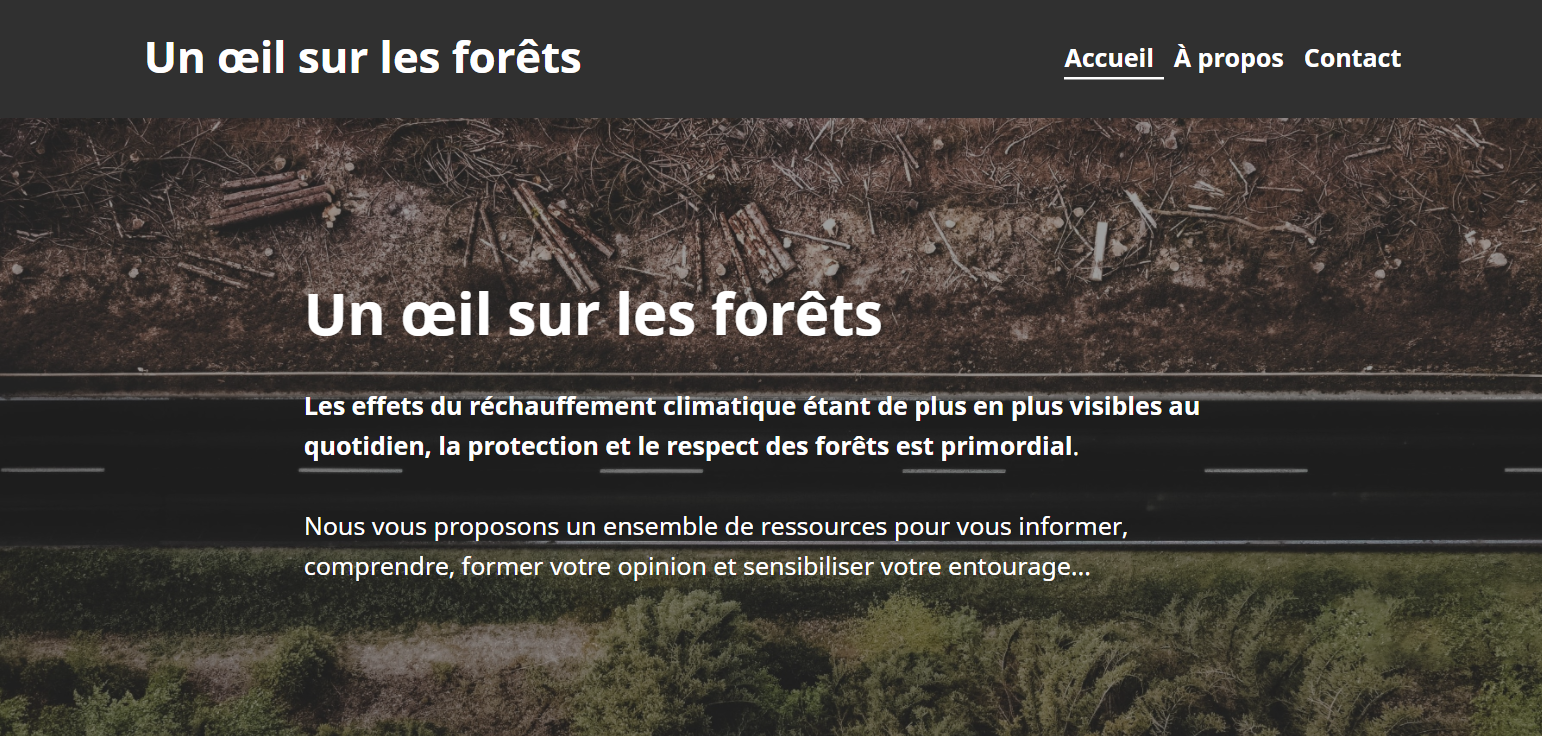 Un œil sur les forêts
Accueil À propos Contact
Un œil sur les forêts
Les effets du réchauffement climatique étant de plus en plus visibles au
quotidien, la protection et le respect des forêts est primordial.
Nous vous proposons un ensemble de ressources pour vous informer,
comprendre, former votre opinion et sensibiliser votre entourage...